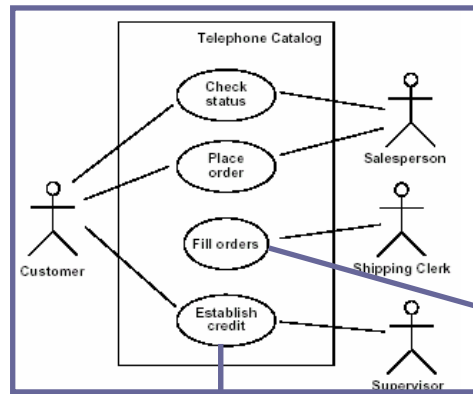 Telephone Catalog
Check
status
Place
order
Salesperson
Fill orders
Customer
Shipping Clerk
Establish
credit
Supervisor